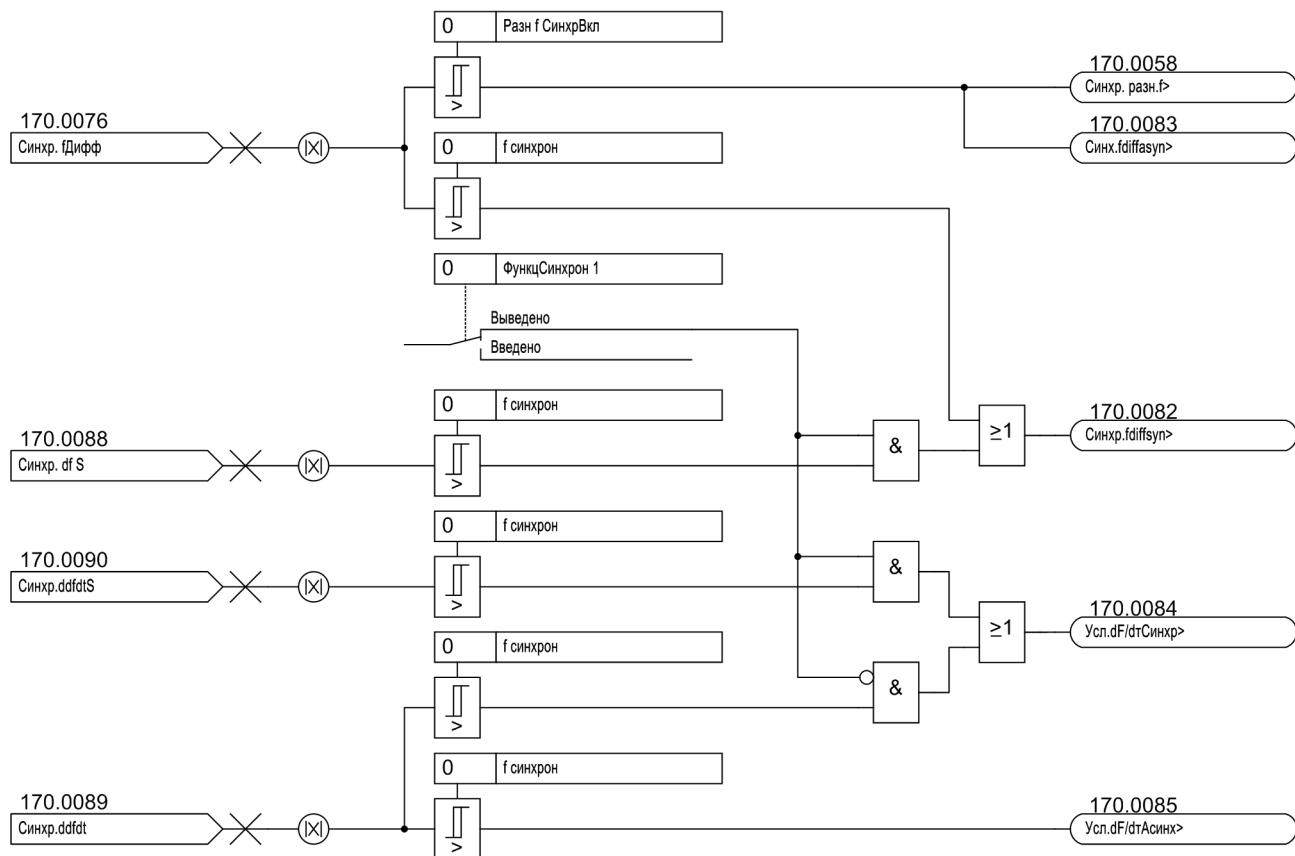 0 Разн f СинхрВкл
>
170.0058
Синхр. разн.f>
170.0076
Синхр. fДифф
|X|
170.0083
Синх.fdiffasyn>
0 f синхрон
>
0 ФункцСинхрон 1
Выведено
Введено
0 f синхрон
>
170.0088
Синхр. df S
|X|
&
≥1
170.0082
Синхр.fdiffsyn>
0 f синхрон
>
170.0090
Синхр.ddfdtS
|X|
&
0 f синхрон
>
&
≥1
170.0084
Усл.dF/dтСинхр>
0 f синхрон
>
170.0089
Синхр.ddfdt
|X|
170.0085
Усл.dF/dтАсинх>